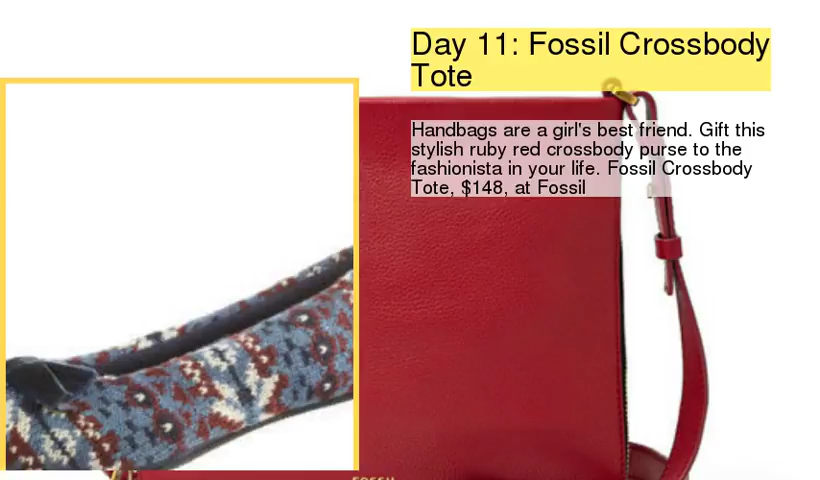 Day 11: Fossil Crossbody
Tote
Handbags are a girl's best friend. Gift this
stylish ruby red crossbody purse to the
fashionista in your life. Fossil Crossbody
Tote, $148, at Fossil